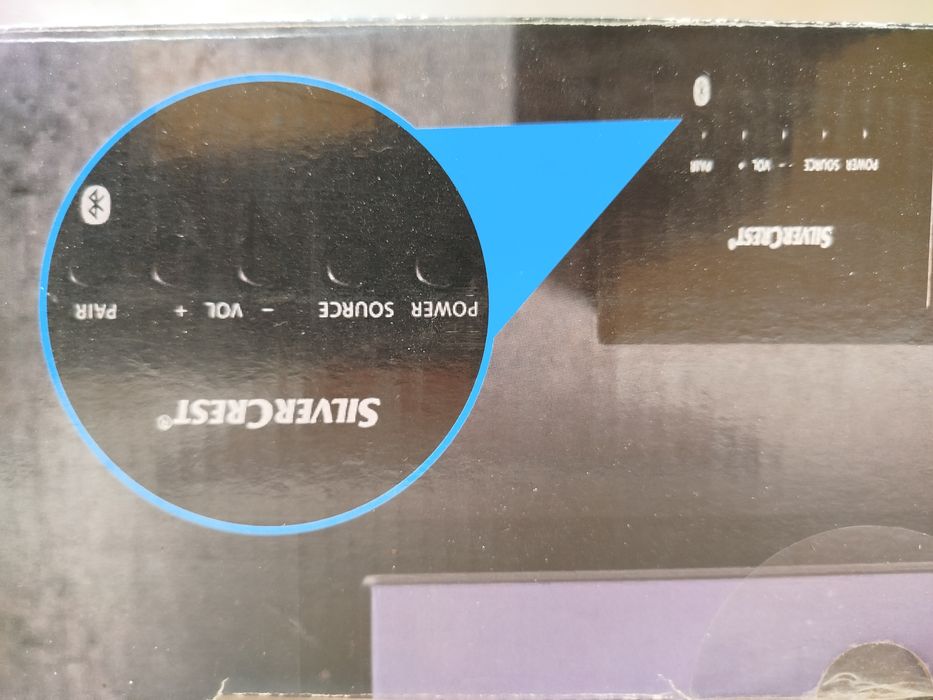 SILVERCREST®
POWER SOURCE - VOL + PAIR
SILVERCREST®
POWER SOURCE - VOL + PAIR